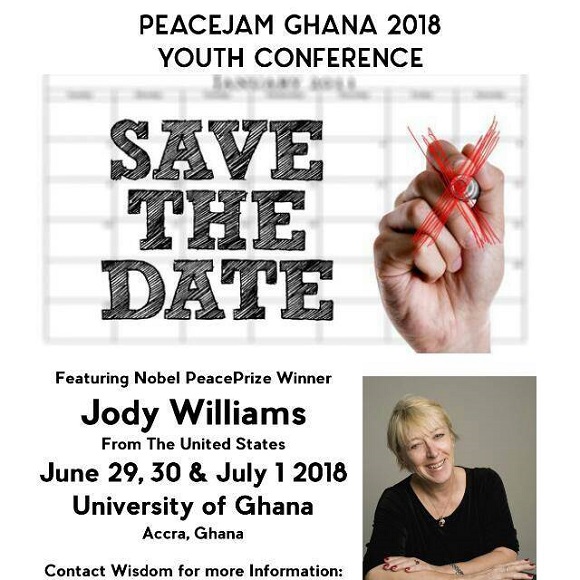 PEACEJAM GHANA 2018
YOUTH CONFERENCE
SAVE
THE
DATE
Featuring Nobel PeacePrize Winner
Jody Williams
From The United States
June 29, 30 & July 1 2018
University of Ghana
Accra, Ghana
Contact Wisdom for more Information: